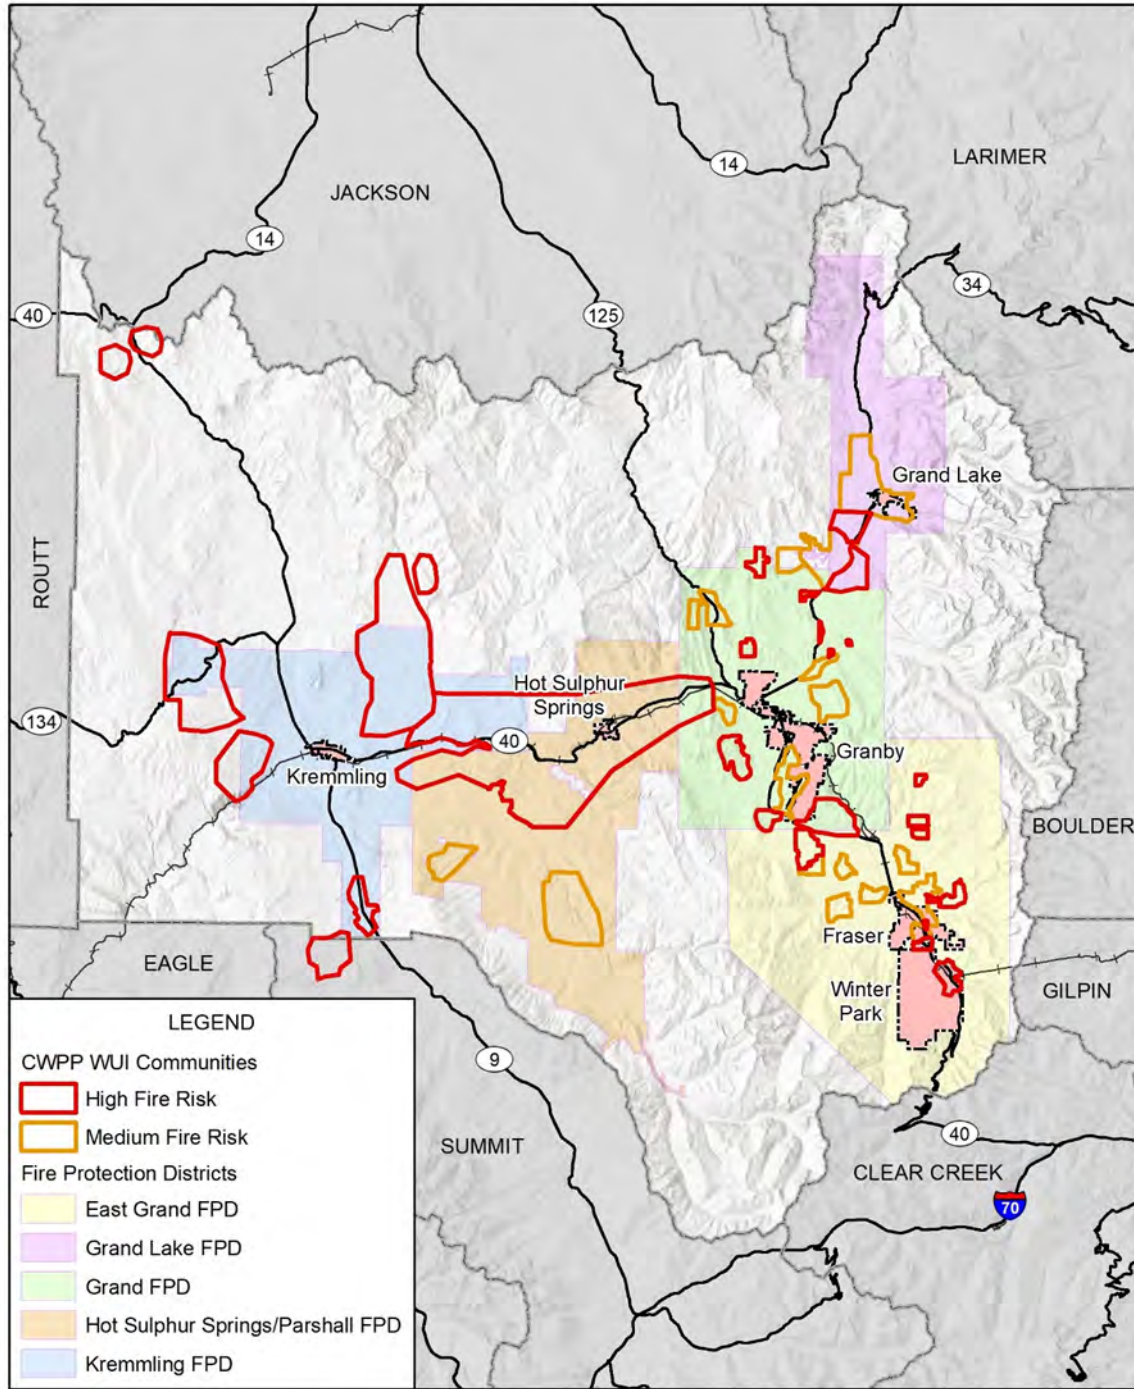 LARIMER
14
JACKSON
14
34
40
125
Grand Lake
ROUTT
Hot Sulphur
Springs
134
40
Granby
Kremmling
BOULDER
Fraser
EAGLE
Winter
Park
GILPIN
9
40
SUMMIT
CLEAR CREEK
70
LEGEND
CWPP WUI Communities
High Fire Risk
Medium Fire Risk
Fire Protection Districts
East Grand FPD
Grand Lake FPD
Grand FPD
Hot Sulphur Springs/Parshall FPD
Kremmling FPD